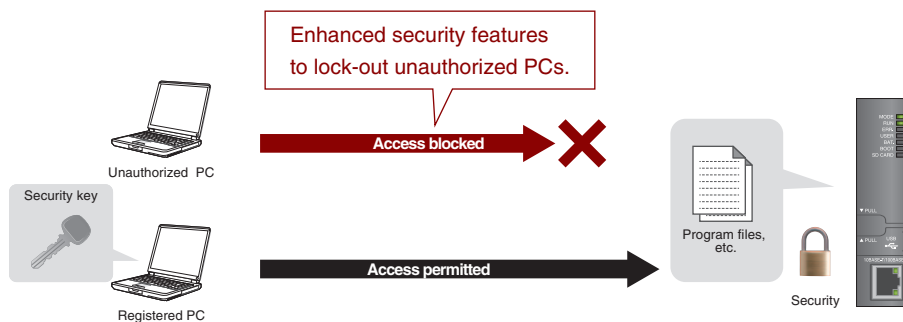 Enhanced security features
to lock-out unauthorized PCs.
Access blocked
Unauthorized PC
Security key
Access permitted
Registered PC
Program files,
etc.
Security
MODE
RUN
ERR.
USER
BAT.
BOOT
SD CARD
▼ PULL
▲ PULL
USB